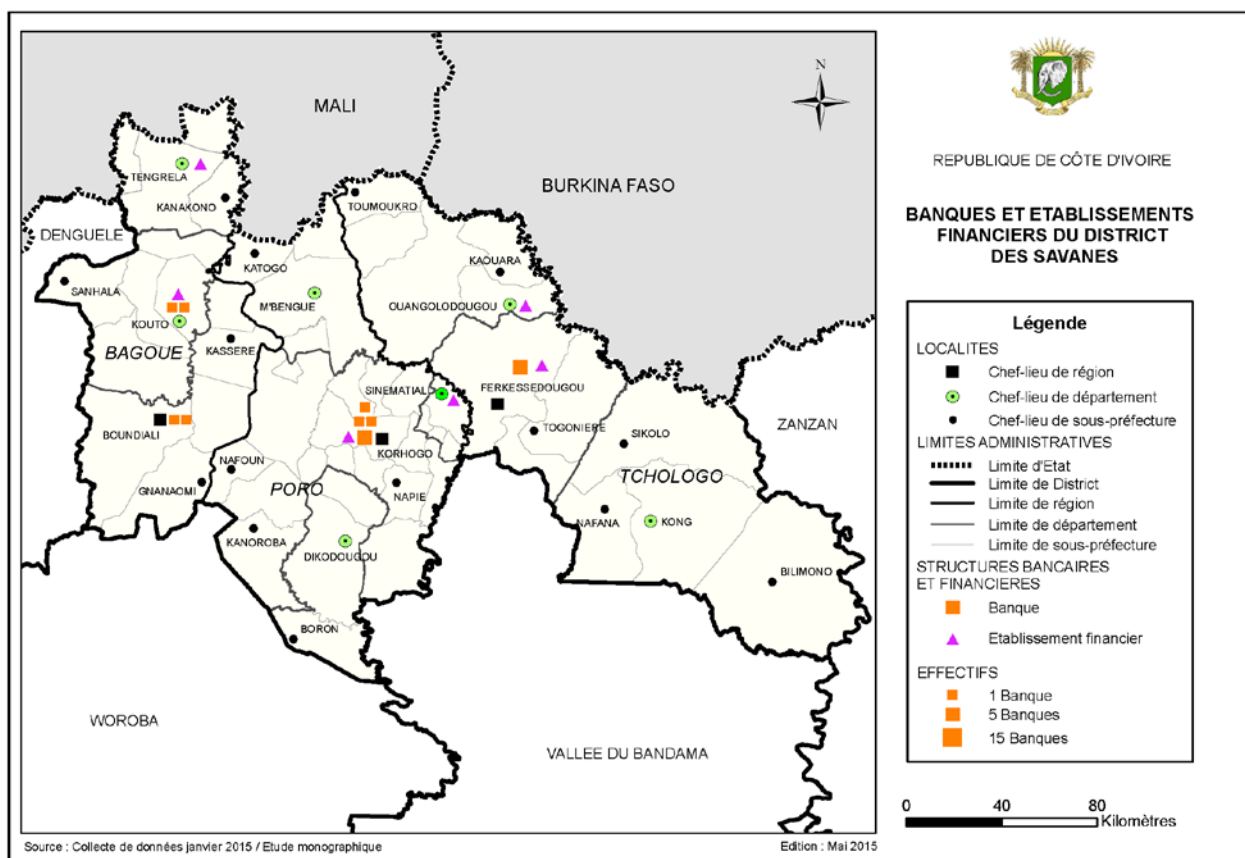 MALI
BURKINA FASO
N
TENGRELA
KANAKONO
TOUMOUKRO
DENGUELE
KATOGO
KAOUARA
SANHALA
M'BENGUE
OUANGOLODOUGOU
KOUTO
BAGOUE
KASSERE
SINEMATIAL
FERKESSEDOUGOU
ZANZAN
BOUNDIALI
TOGONIERE
SIKOLO
KORHOGO
NAFOUN
TCHOLOGO
GNANAOMI
PORO
NAPIE
NAFANA
KONG
KANOROBA
DIKODOUGOU
BILIMONO
BORON
WOROBA
VALLEE DU BANDAMA
Source : Collecte de données janvier 2015 / Etude monographique
Edition : Mai 2015
REPUBLIQUE DE CÔTE D'IVOIRE
BANQUES ET ETABLISSEMENTS
FINANCIERS DU DISTRICT
DES SAVANES
Légende
LOCALITES
Chef-lieu de région
Chef-lieu de département
Chef-lieu de sous-préfecture
LIMITES ADMINISTRATIVES
Limite d'Etat
Limite de District
Limite de région
Limite de département
Limite de sous-préfecture
STRUCTURES BANCAIRES
ET FINANCIERES
Banque
Etablissement financier
EFFECTIFS
1 Banque
5 Banques
15 Banques
0 40 80
Kilomètres